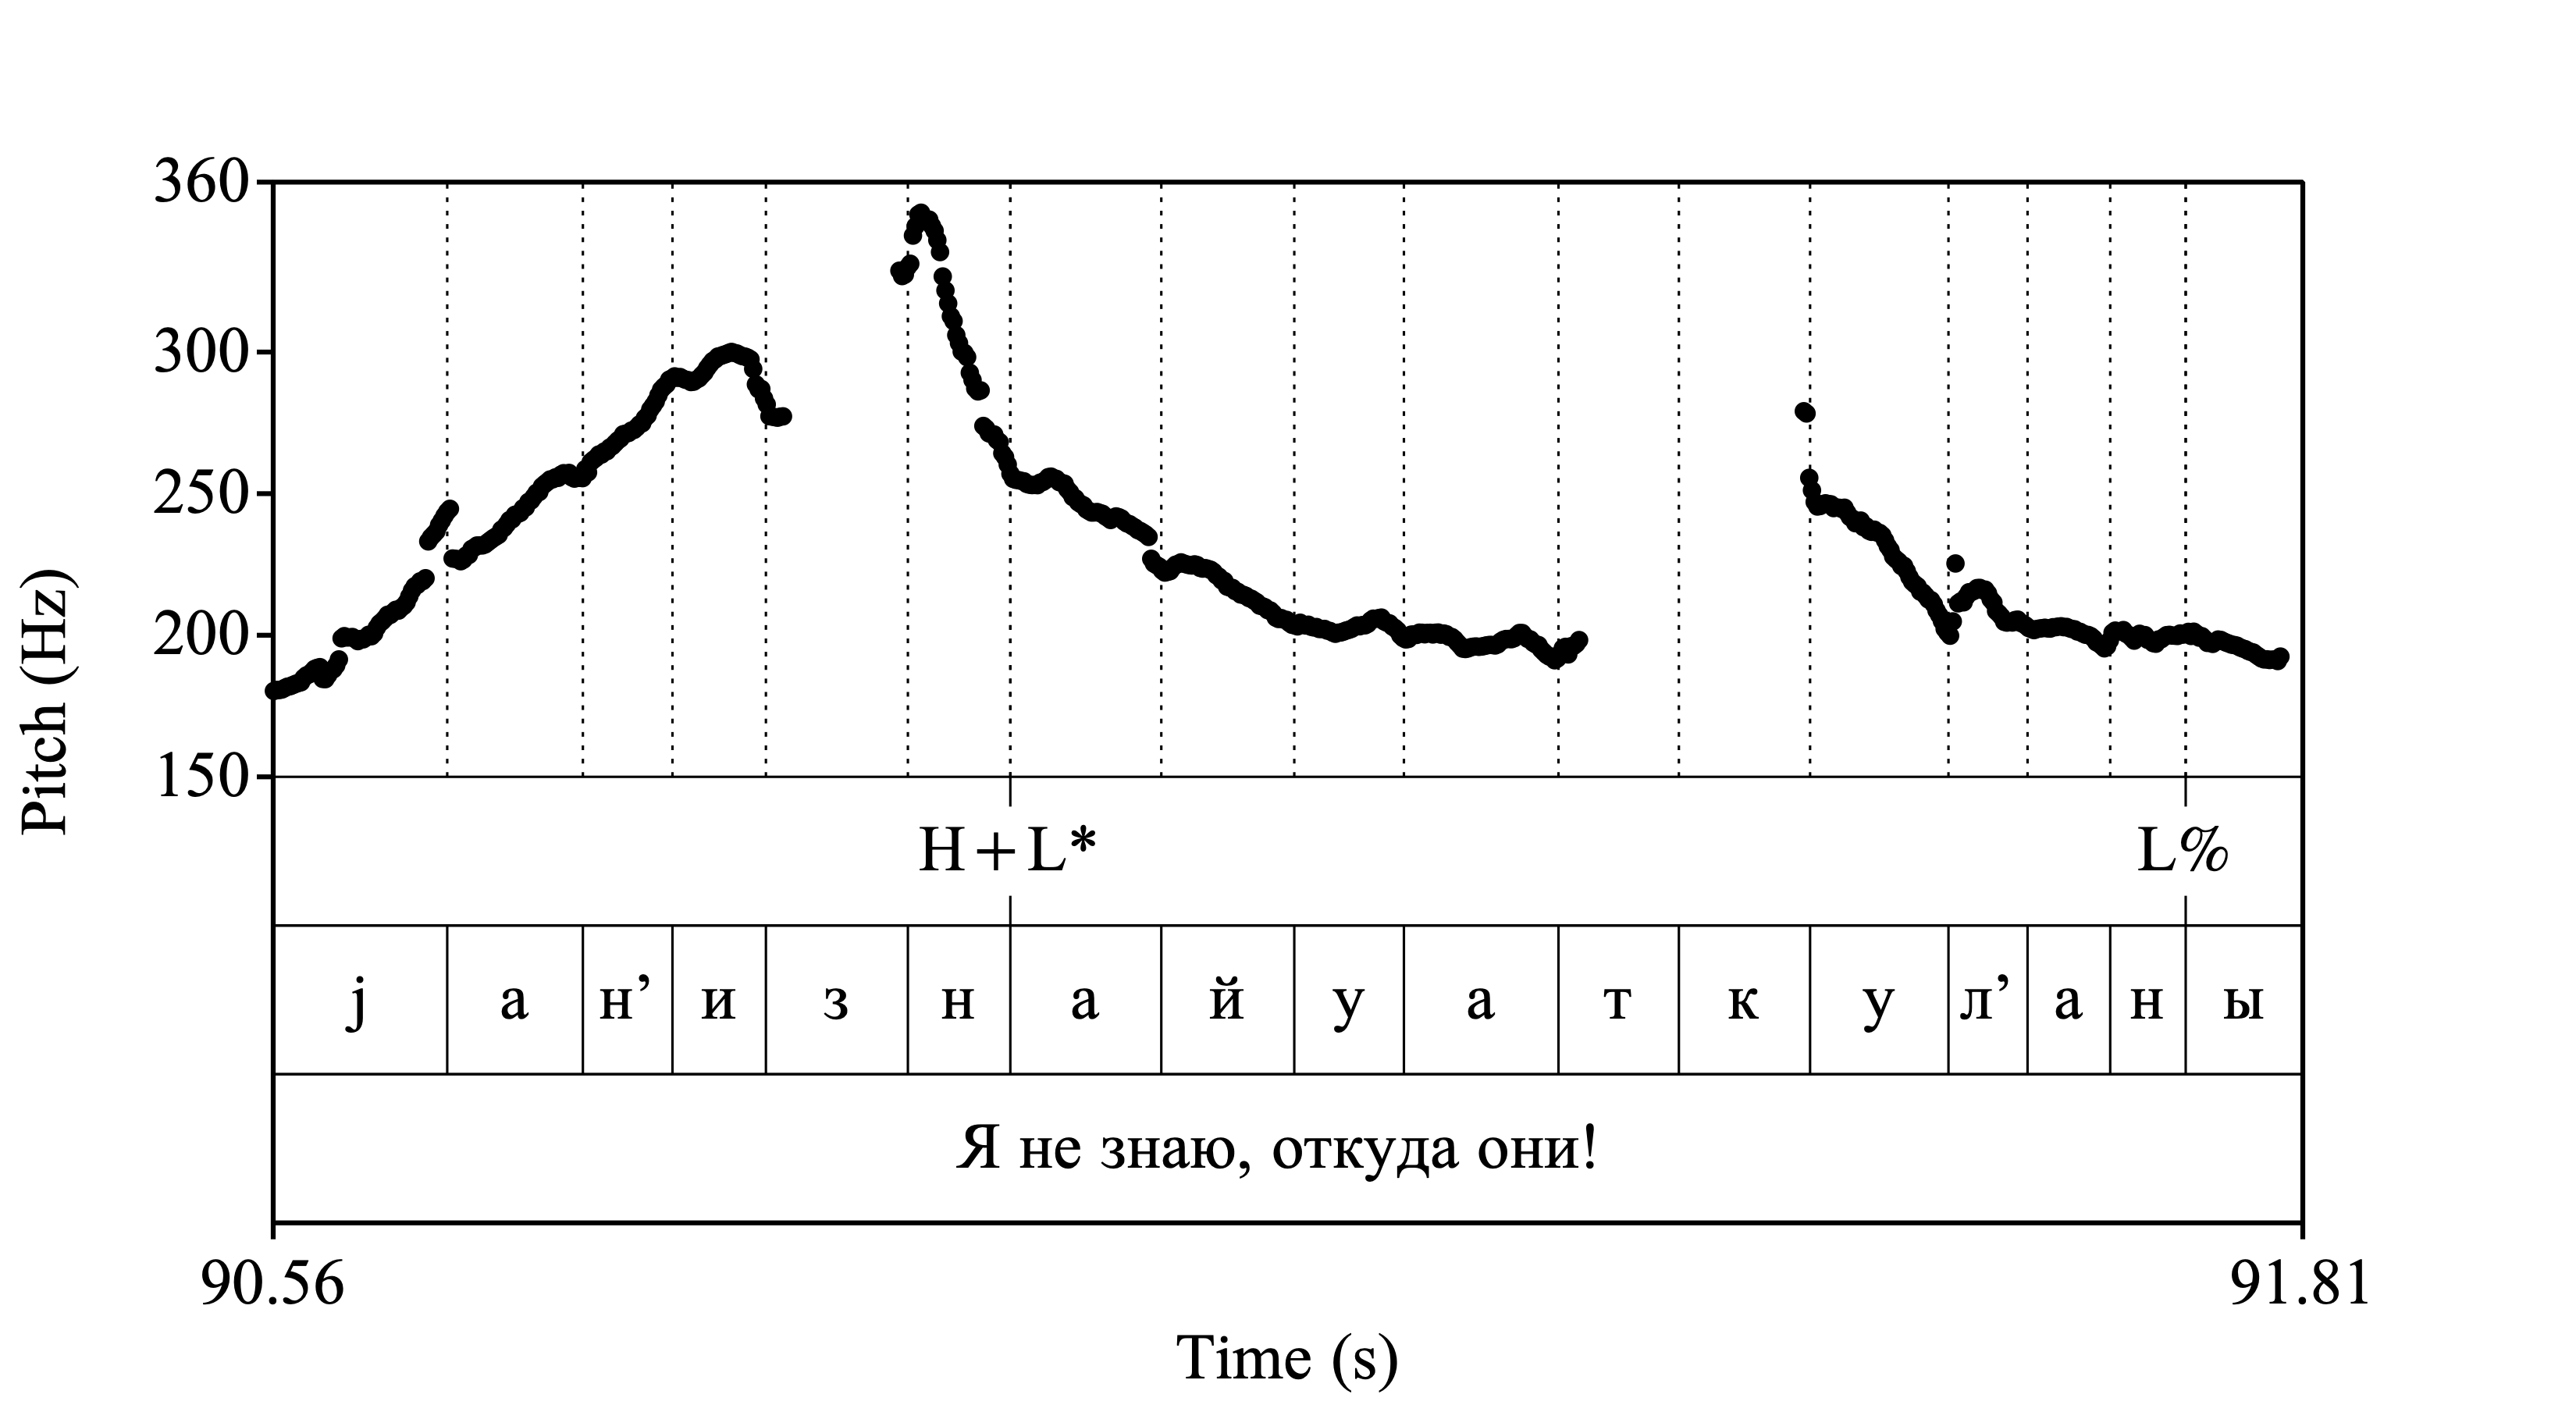 360
300
250
200
150
Pitch (Hz)
H+L* L%
j а н’ и з н а й у а т к у л’ а н ы
Я не знаю, откуда они!
90.56 91.81
Time (s)